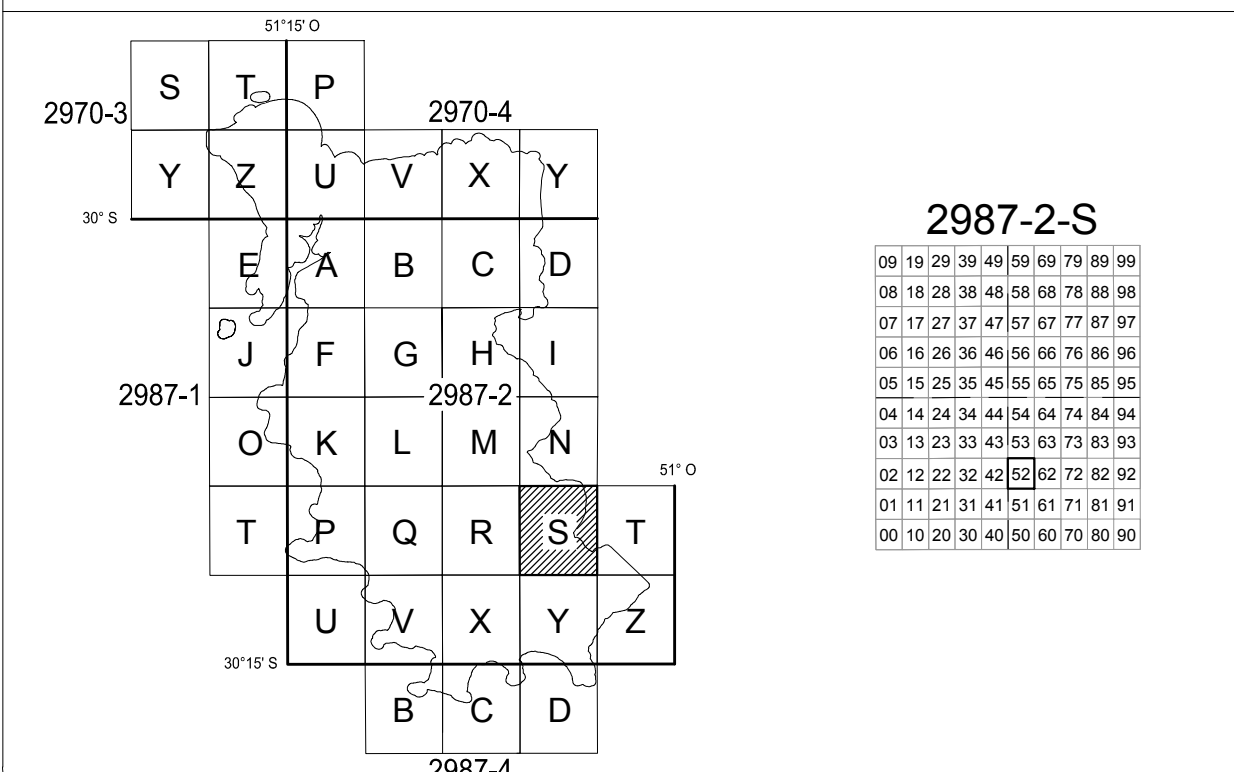 51°15' O
S T P
2970-3 2970-4
Y Z U V X Y
30° S
E A B C D
J F G H I
2987-1 2987-2
O K L M N
51° O
T P Q R S T
U V X Y Z
30°15' S
B C D
2987-4
2987-2-S
09 19 29 39 49 59 69 79 89 99
08 18 28 38 48 58 68 78 88 98
07 17 27 37 47 57 67 77 87 97
06 16 26 36 46 56 66 76 86 96
05 15 25 35 45 55 65 75 85 95
04 14 24 34 44 54 64 74 84 94
03 13 23 33 43 53 63 73 83 93
02 12 22 32 42 52 62 72 82 92
01 11 21 31 41 51 61 71 81 91
00 10 20 30 40 50 60 70 80 90